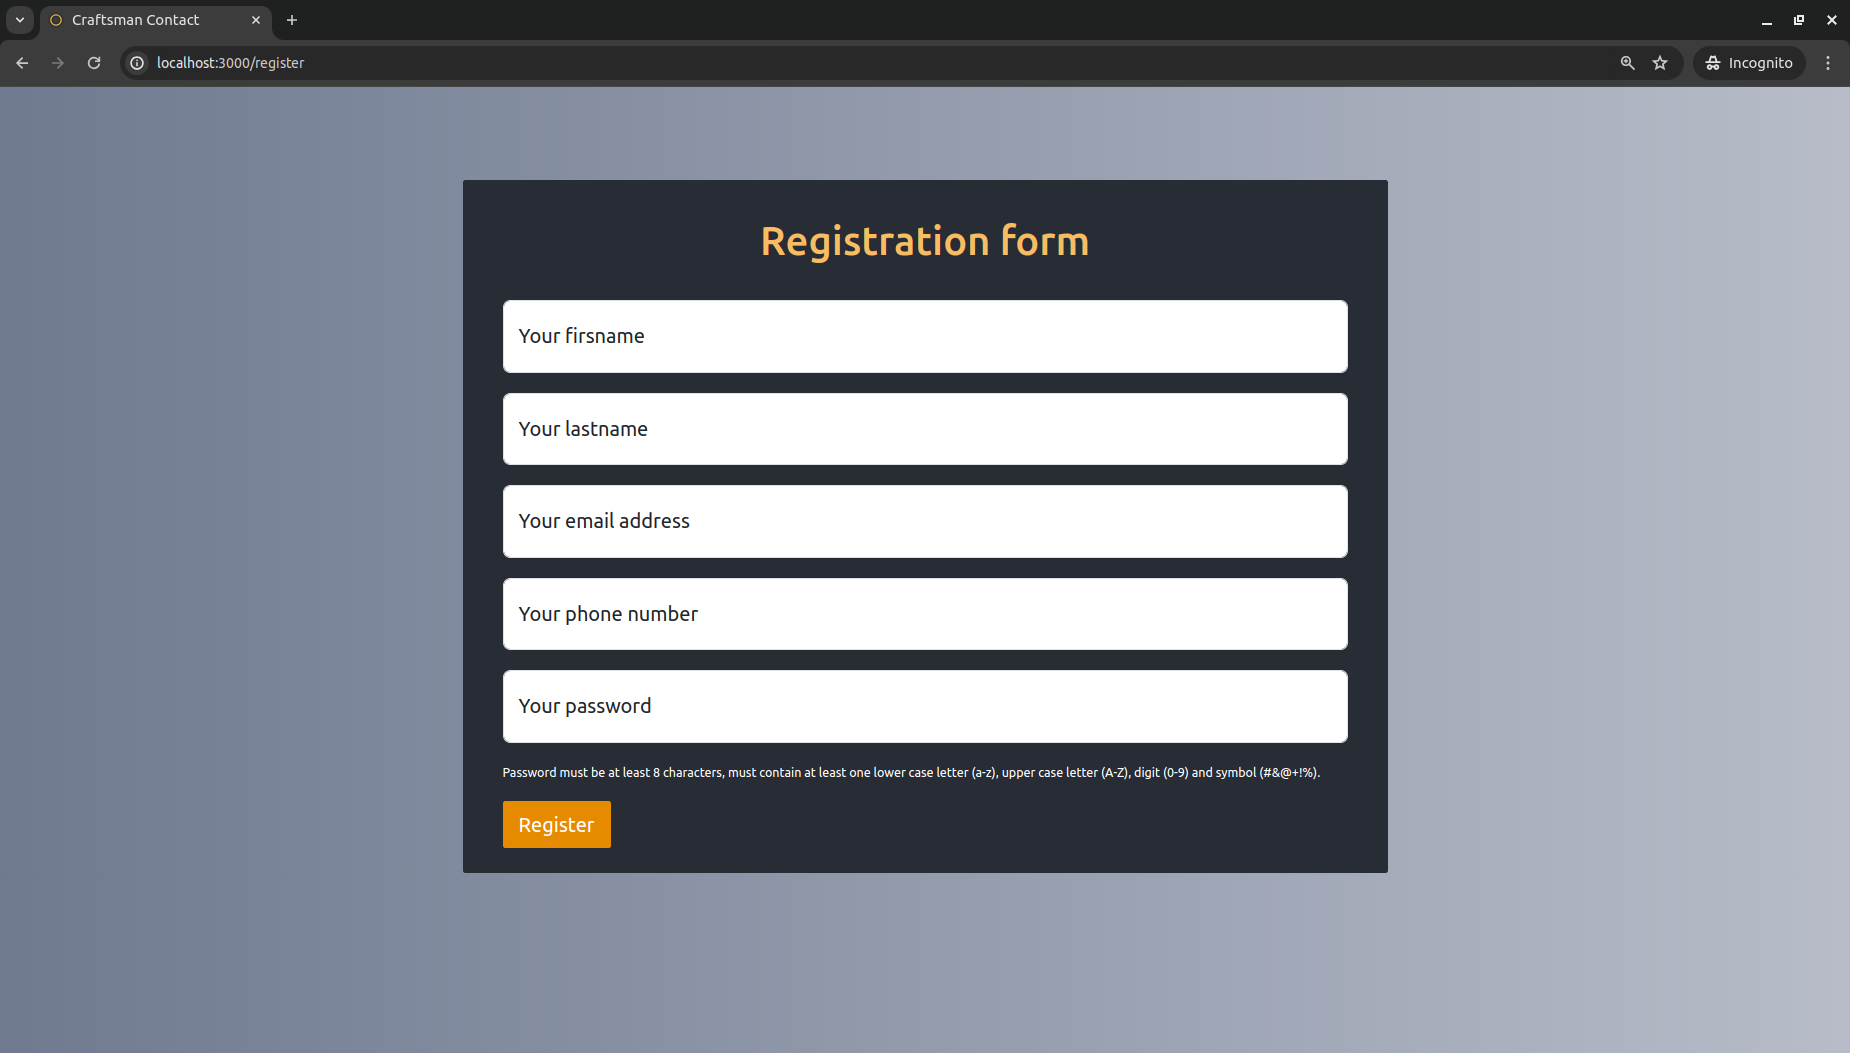 Craftsman Contact
localhost:3000/register
Incognito
Registration form
Your firsname
Your lastname
Your email address
Your phone number
Your password
Password must be at least 8 characters, must contain at least one lower case letter (a-z), upper case letter (A-Z), digit (0-9) and symbol (#&@+!%).
Register